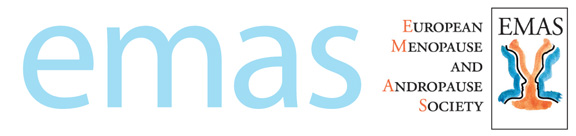 emas
EUROPEAN
MENOPAUSE
AND
ANDROPAUSE
SOCIETY
EMAS